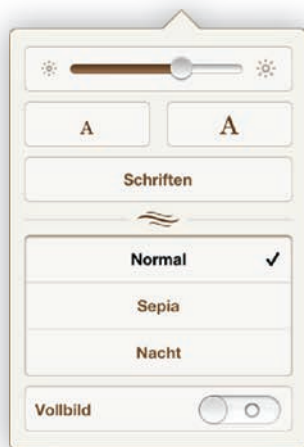 A A
Schriften
Normal
Sepia
Nacht
Vollbild